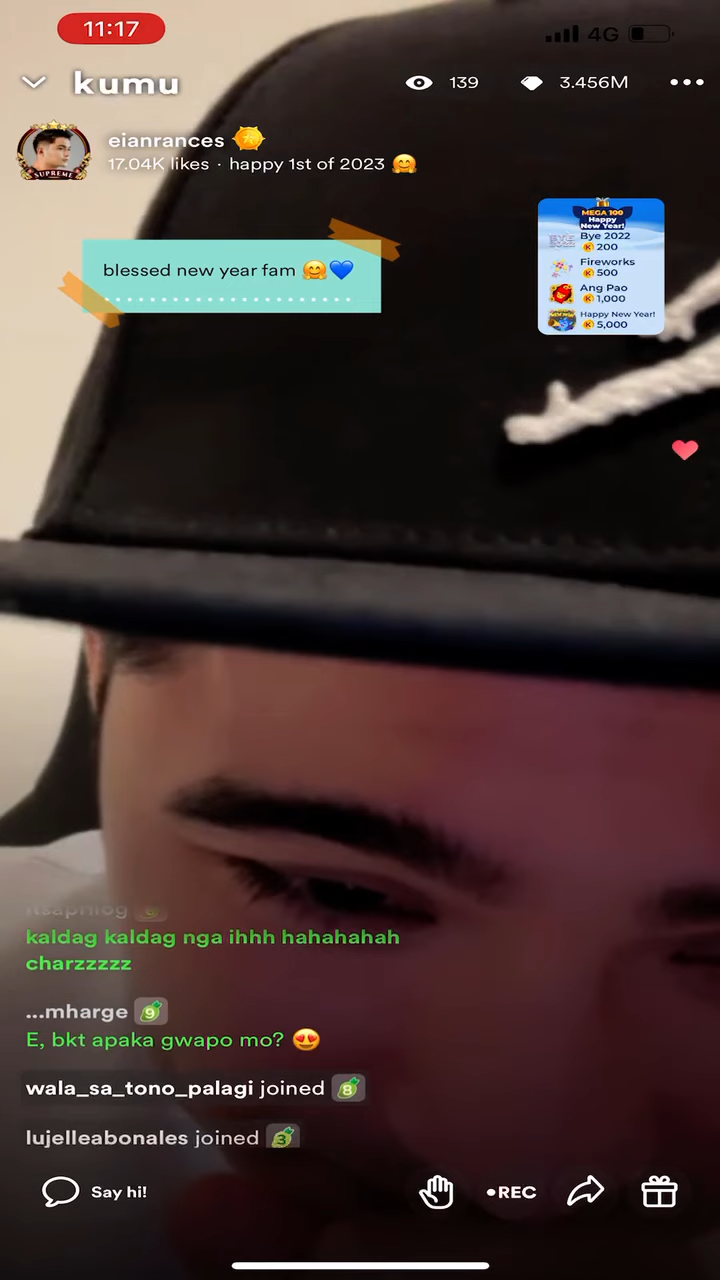 11:17
4G
kumu
139
3.456M
eianrances
17.04K likes · happy 1st of 2023 🤗
SUPREME
blessed new year fam 🤗💙
MEGA 100
Happy
New Year!
Bye 2022
200
Fireworks
500
Ang Pao
1,000
Happy New Year!
5,000
kaldag kaldag nga ihhh hahahahah
charzzzzz
...mharge 9
E, bkt apaka gwapo mo? 😍
wala_sa_tono_palagi joined 8
lujelleabonales joined 3
Say hi!
•REC